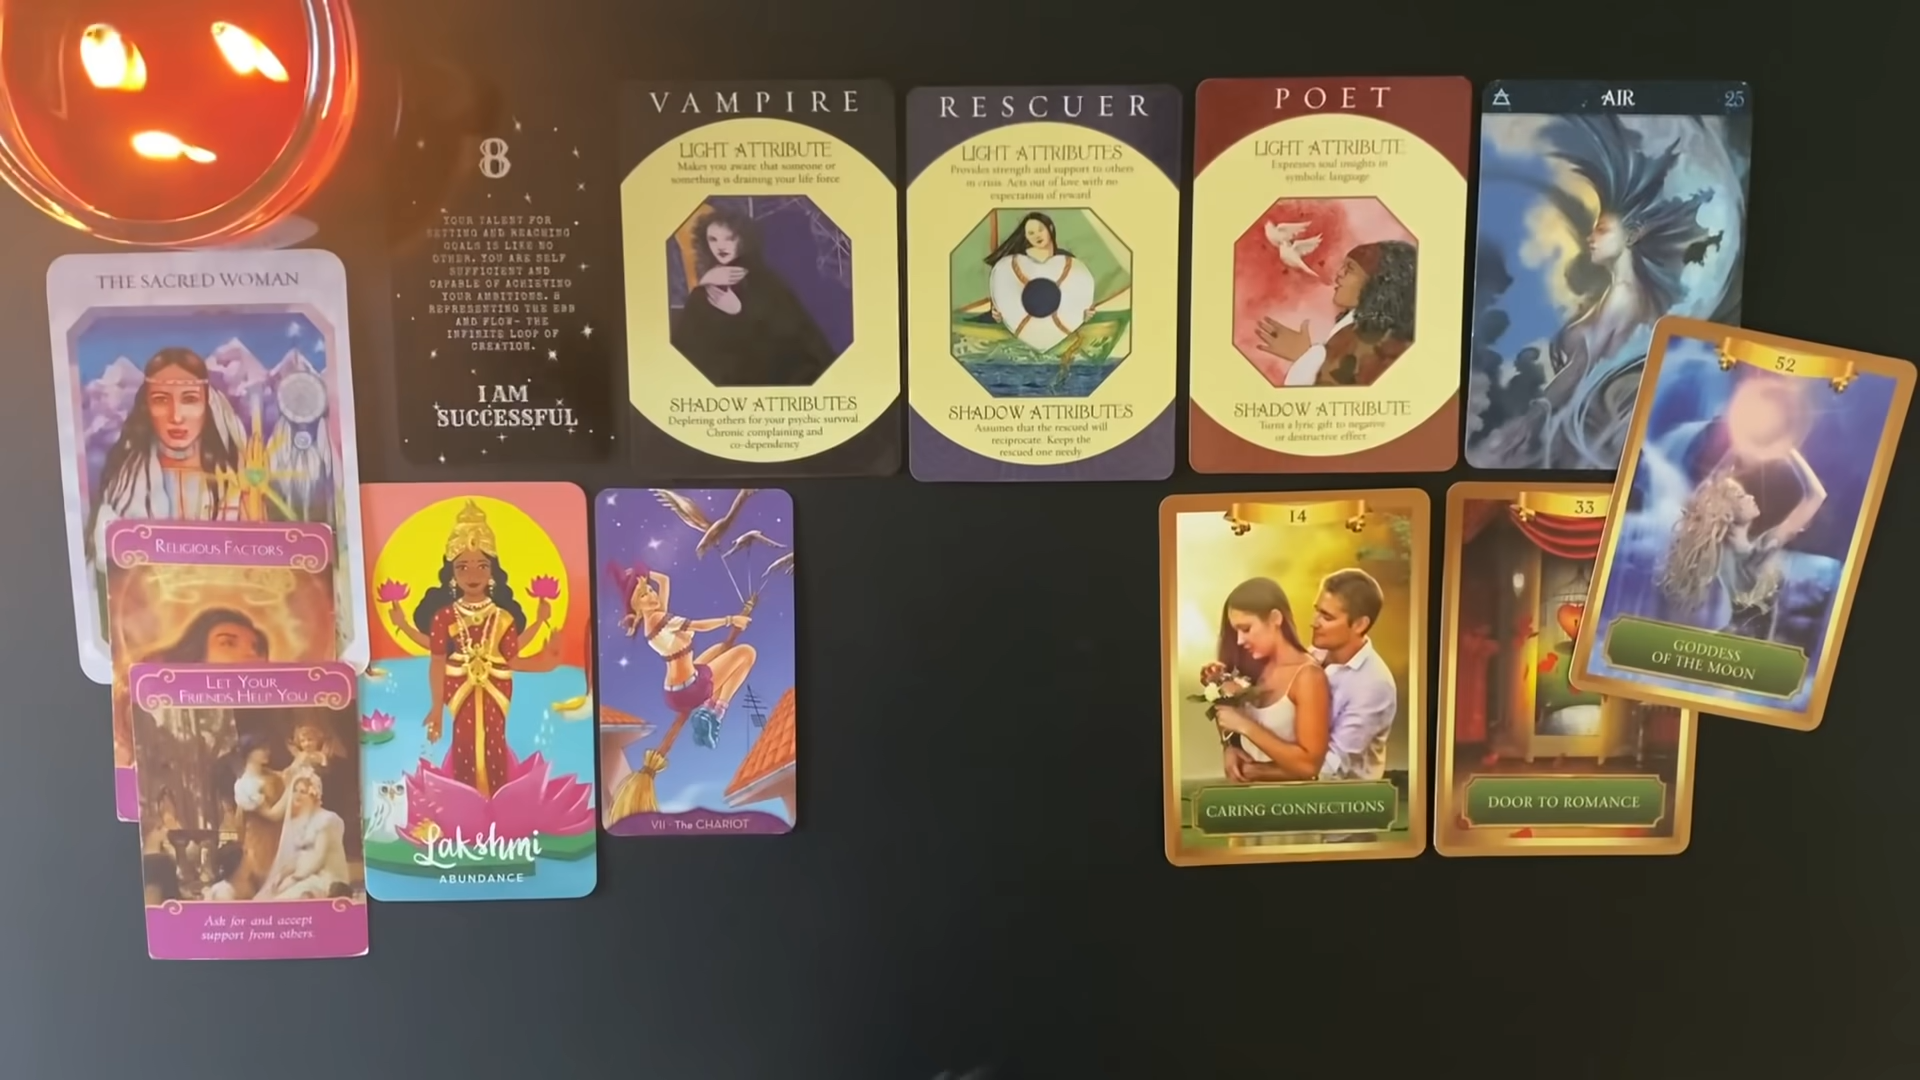 8
YOUR TALENT FOR
SETTING AND REACHING
GOALS IS LIKE NO
OTHER. YOU ARE SELF
SUFFICIENT AND
CAPABLE OF ACHIEVING
YOUR AMBITIONS. 8
REPRESENTING THE EBB
AND FLOW- THE
INFINITE LOOP OF
CREATION.
I AM
SUCCESSFUL
VAMPIRE
LIGHT ATTRIBUTE
Makes you aware that someone or
something is draining your life force
SHADOW ATTRIBUTES
Depleting others for your psychic survival.
Chronic complaining and
co-dependency
RESCUER
LIGHT ATTRIBUTES
Provides strength and support to others
in crisis. Acts out of love with no
expectation of reward
SHADOW ATTRIBUTES
Assumes that the rescued will
reciprocate. Keeps the
rescued one needy
POET
LIGHT ATTRIBUTE
Expresses soul insights in
symbolic language
SHADOW ATTRIBUTE
Turns a lyric gift to negative
or destructive effect
AIR 25
THE SACRED WOMAN
RELIGIOUS FACTORS
LET YOUR
FRIENDS HELP YOU
Ask for and accept
support from others.
Lakshmi
ABUNDANCE
VII - The CHARIOT
14
CARING CONNECTIONS
33
DOOR TO ROMANCE
52
GODDESS
OF THE MOON